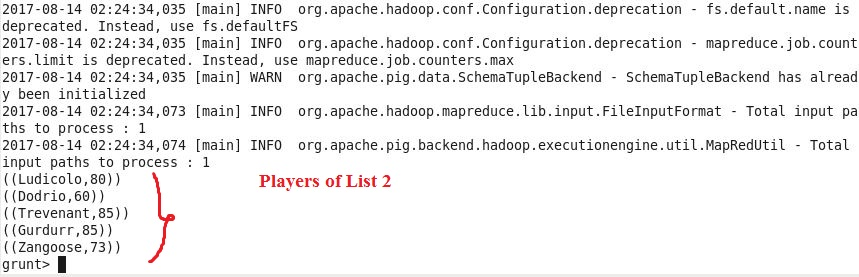 2017-08-14 02:24:34,035 [main] INFO  org.apache.hadoop.conf.Configuration.deprecation - fs.default.name is
deprecated. Instead, use fs.defaultFS
2017-08-14 02:24:34,035 [main] INFO  org.apache.hadoop.conf.Configuration.deprecation - mapreduce.job.count
ers.limit is deprecated. Instead, use mapreduce.job.counters.max
2017-08-14 02:24:34,035 [main] WARN  org.apache.pig.data.SchemaTupleBackend - SchemaTupleBackend has alread
y been initialized
2017-08-14 02:24:34,073 [main] INFO  org.apache.hadoop.mapreduce.lib.input.FileInputFormat - Total input pa
ths to process : 1
2017-08-14 02:24:34,074 [main] INFO  org.apache.pig.backend.hadoop.executionengine.util.MapRedUtil - Total
input paths to process : 1
((Ludicolo,80))
Players of List 2
((Dodrio,60))
((Trevenant,85))
((Gurdurr,85))
((Zangoose,73))
grunt>